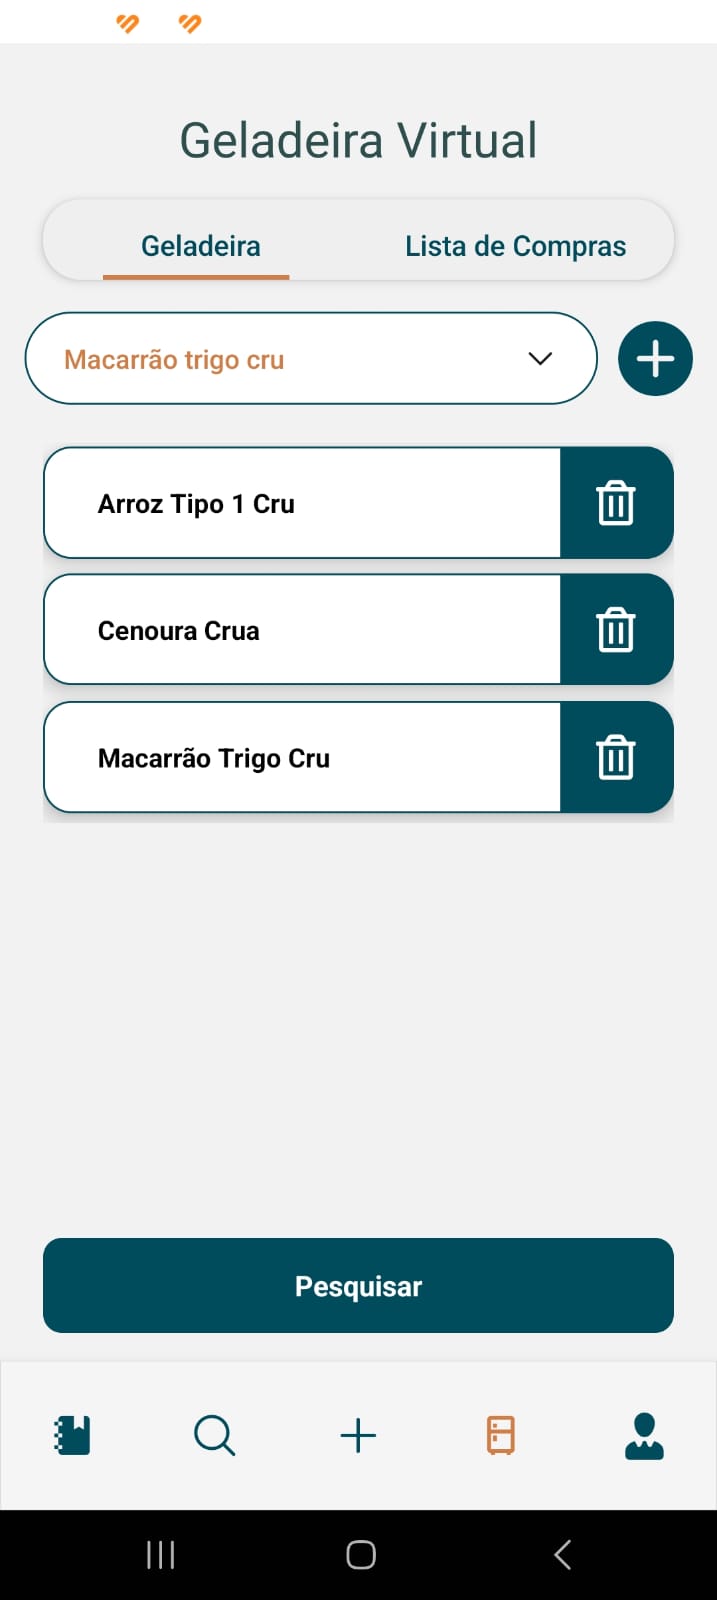 Geladeira Virtual
Geladeira
Lista de Compras
Macarrão trigo cru
Arroz Tipo 1 Cru
Cenoura Crua
Macarrão Trigo Cru
Pesquisar